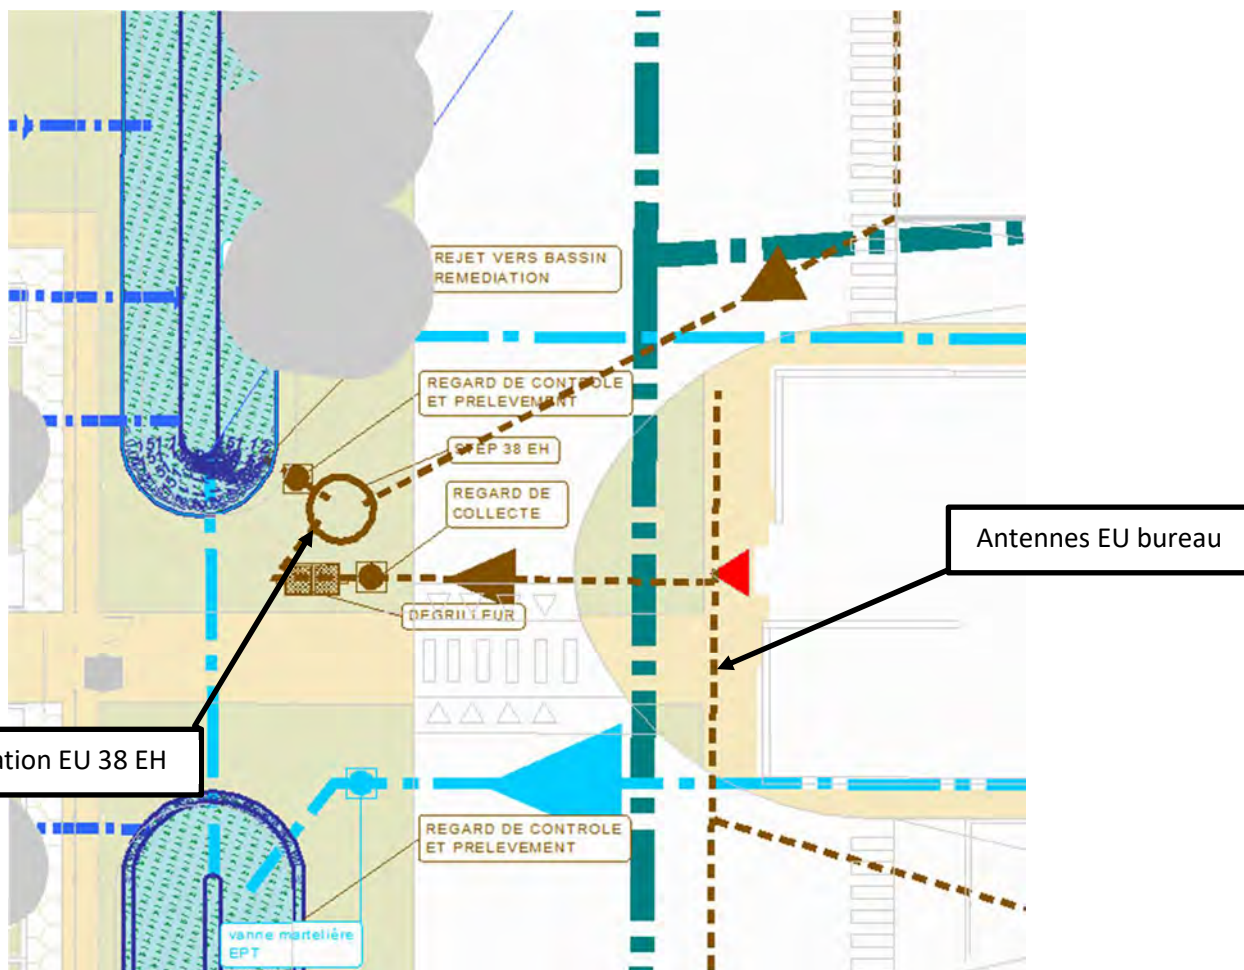 REJET VERS BASSIN
REMEDIATION
REGARD DE CONTROLE
ET PRELEVEMENT
STEP 38 EH
REGARD DE
COLLECTE
Antennes EU bureau
DEGRILLEUR
ation EU 38 EH
REGARD DE CONTROLE
ET PRELEVEMENT
vanne martelière
EPT